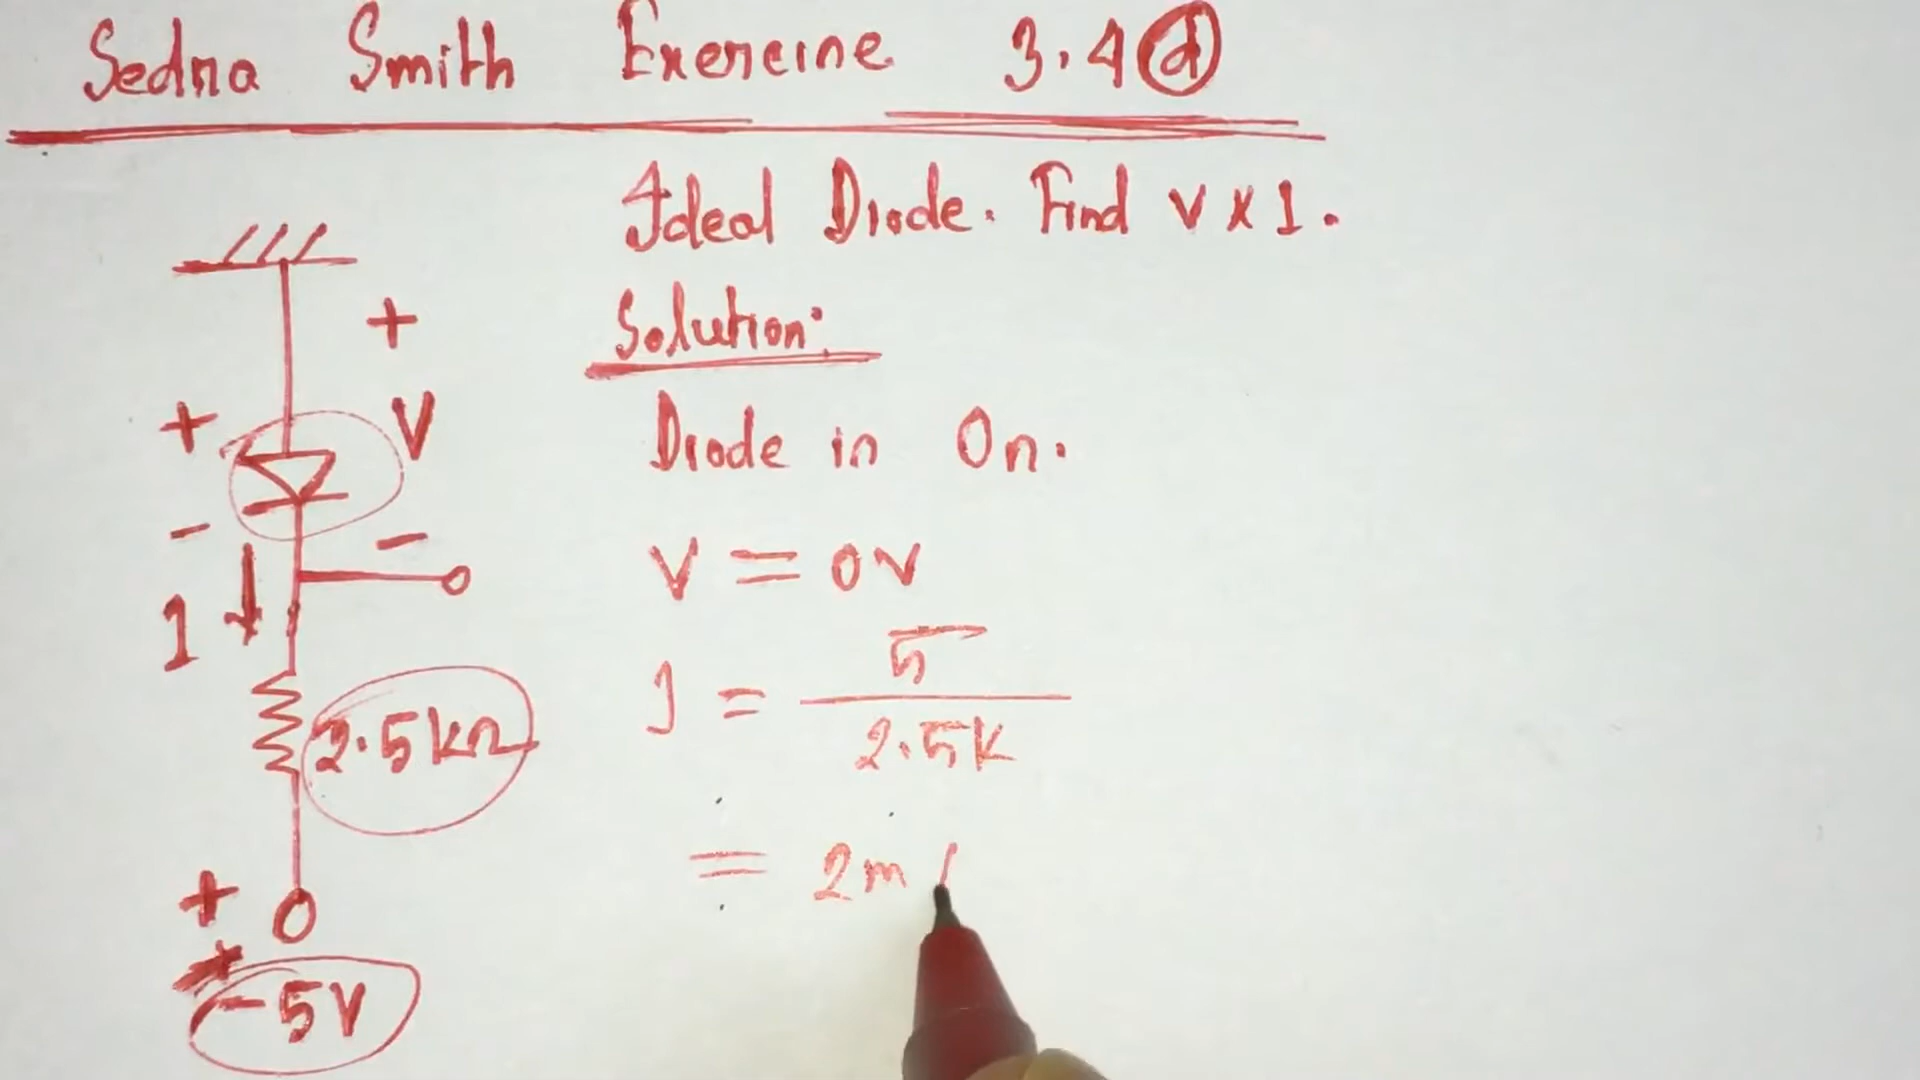 Sedra Smith Exercise 3.4 (d)
Ideal Diode. Find V & I.
Solution:
Diode is On.
V = 0V
I = 5 / 2.5K
= 2m
+
+ V
- -
I
2.5kΩ
+
-5V